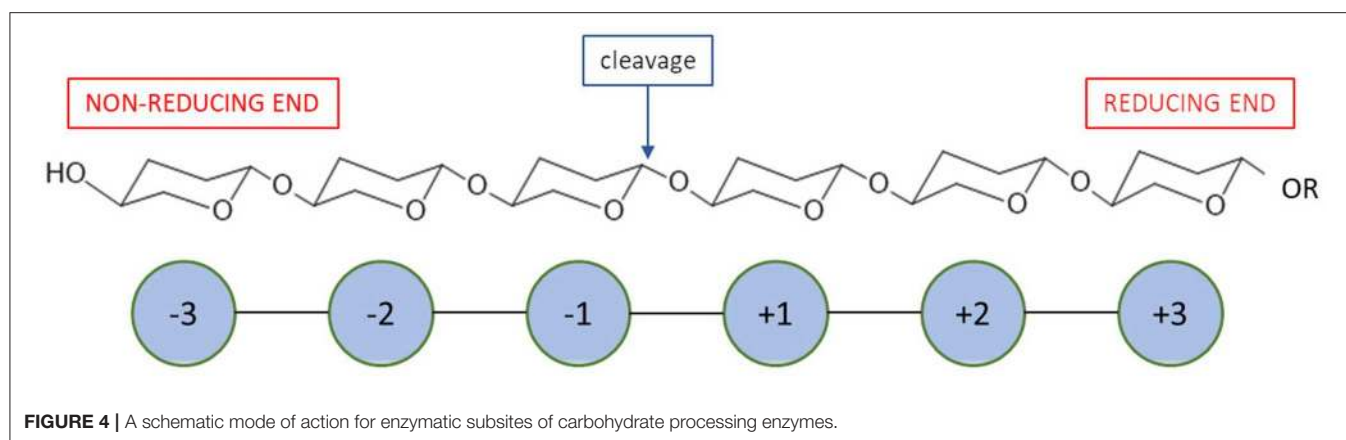 cleavage
NON-REDUCING END
REDUCING END
HO
O
O
O
O
O
O
O
O
O
O
O
OR
-3
-2
-1
+1
+2
+3
FIGURE 4 | A schematic mode of action for enzymatic subsites of carbohydrate processing enzymes.